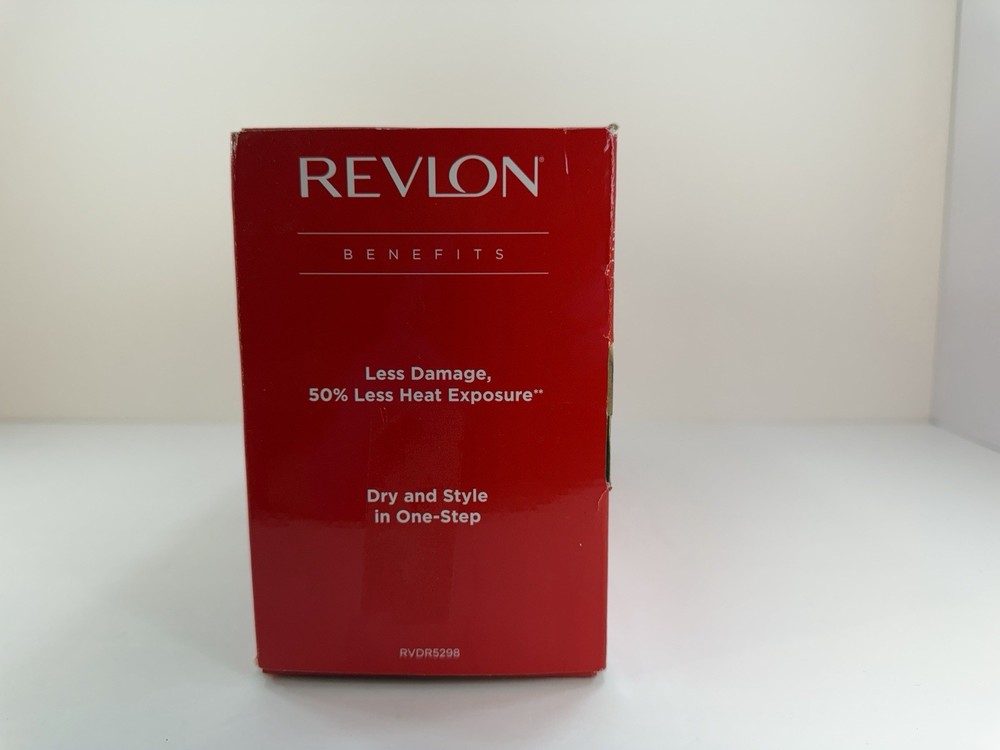 REVLON®
BENEFITS
Less Damage,
50% Less Heat Exposure**
Dry and Style
in One-Step
RVDR5298